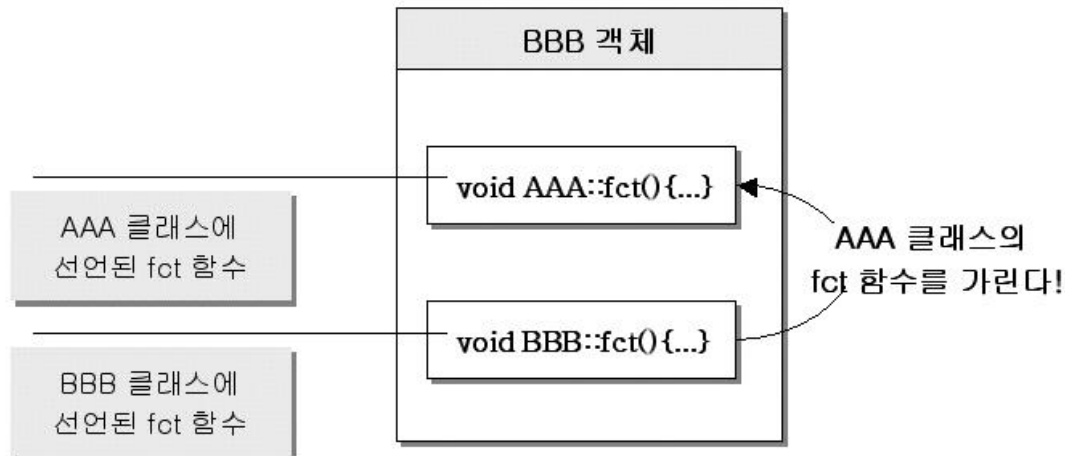 BBB 객체
void AAA::fct(){...}
AAA 클래스에
선언된 fct 함수
AAA 클래스의
fct 함수를 가린다!
void BBB::fct(){...}
BBB 클래스에
선언된 fct 함수